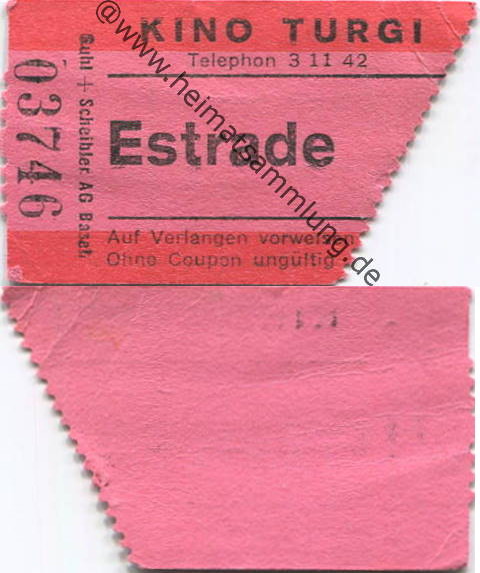 KINO TURGI
Telephon 3 11 42
Estrade
Auf Verlangen vorweisen
Ohne Coupon ungültig
03746
Suhl + Scheibler AG Basel
@www.heimatsammlung.de